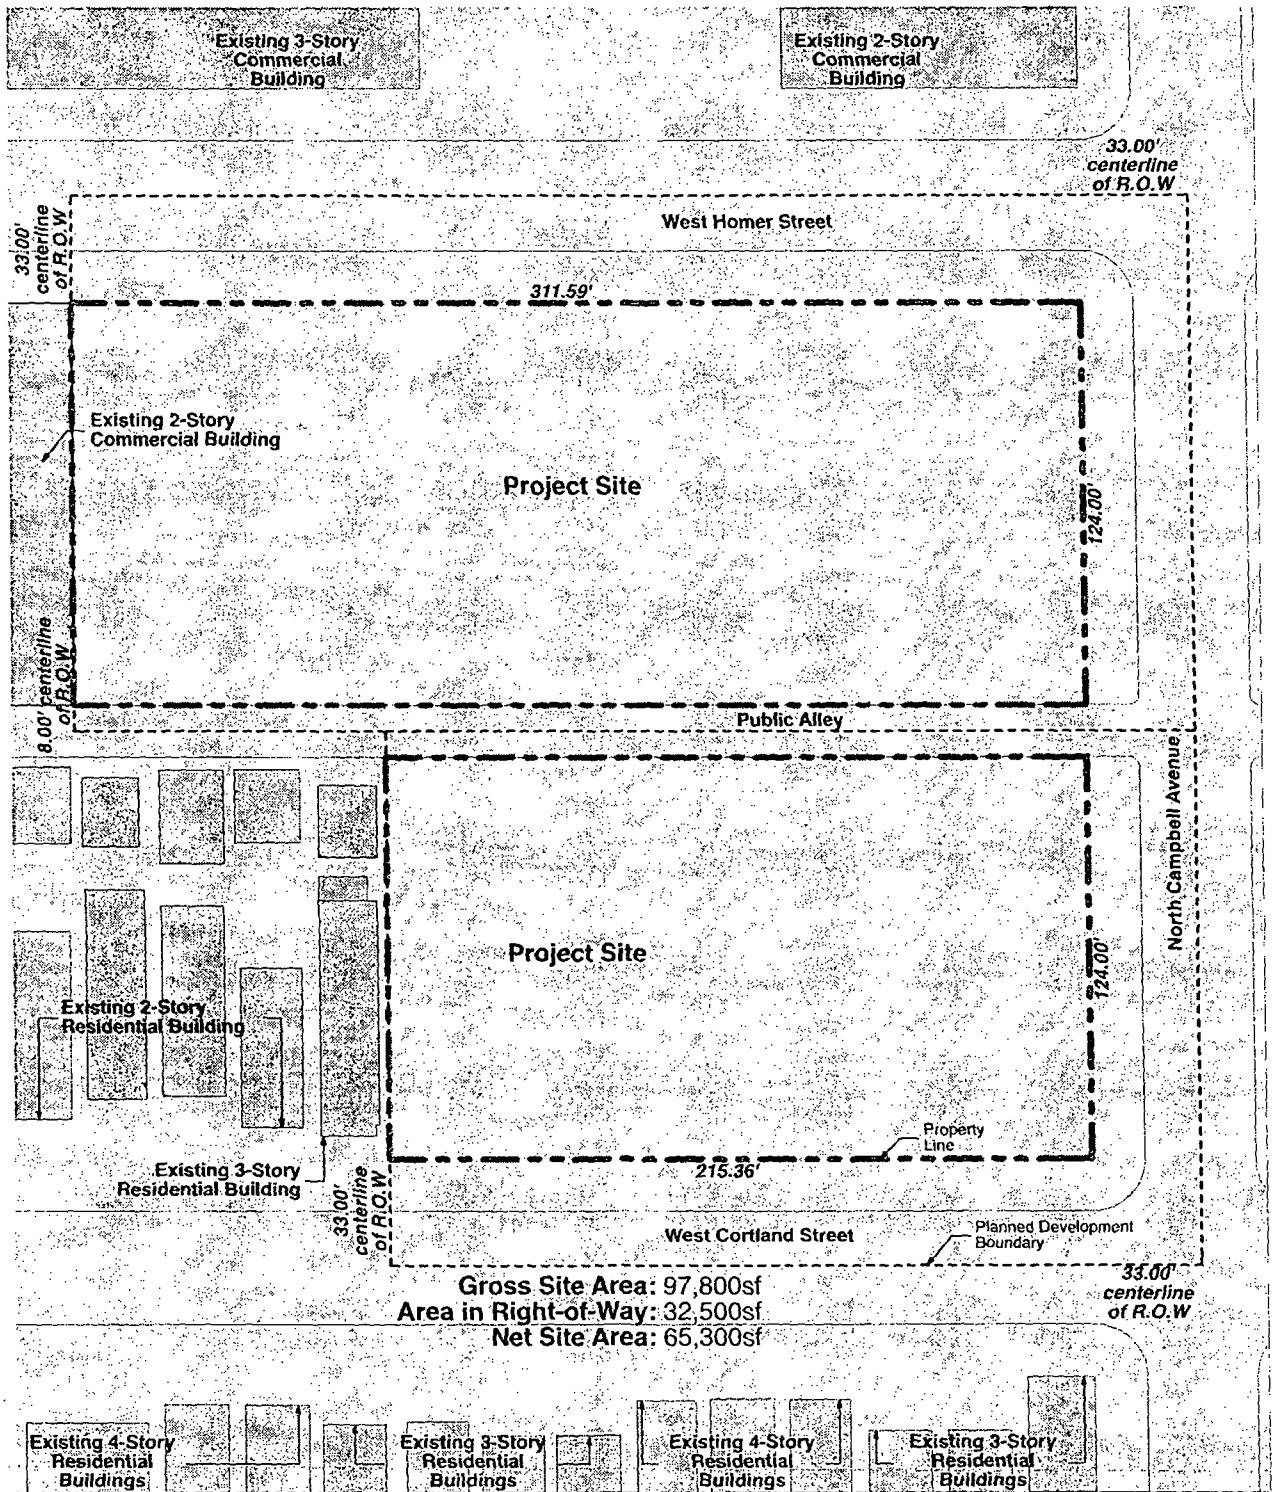 Existing 3-Story
Commercial
Building
Existing 2-Story
Commercial
Building
33.00'
centerline
of R.O.W
33.00'
centerline
of R.O.W
West Homer Street
311.59'
Existing 2-Story
Commercial Building
Project Site
124.00'
8.00' centerline
of R.O.W
Public Alley
North Campbell Avenue
Project Site
124.00'
Existing 2-Story
Residential Building
Property
Line
Existing 3-Story
Residential Building
215.36'
33.00'
centerline
of R.O.W
West Cortland Street
Planned Development
Boundary
33.00'
centerline
of R.O.W
Gross Site Area: 97,800sf
Area in Right-of-Way: 32,500sf
Net Site Area: 65,300sf
Existing 4-Story
Residential
Buildings
Existing 3-Story
Residential
Buildings
Existing 4-Story
Residential
Buildings
Existing 3-Story
Residential
Buildings